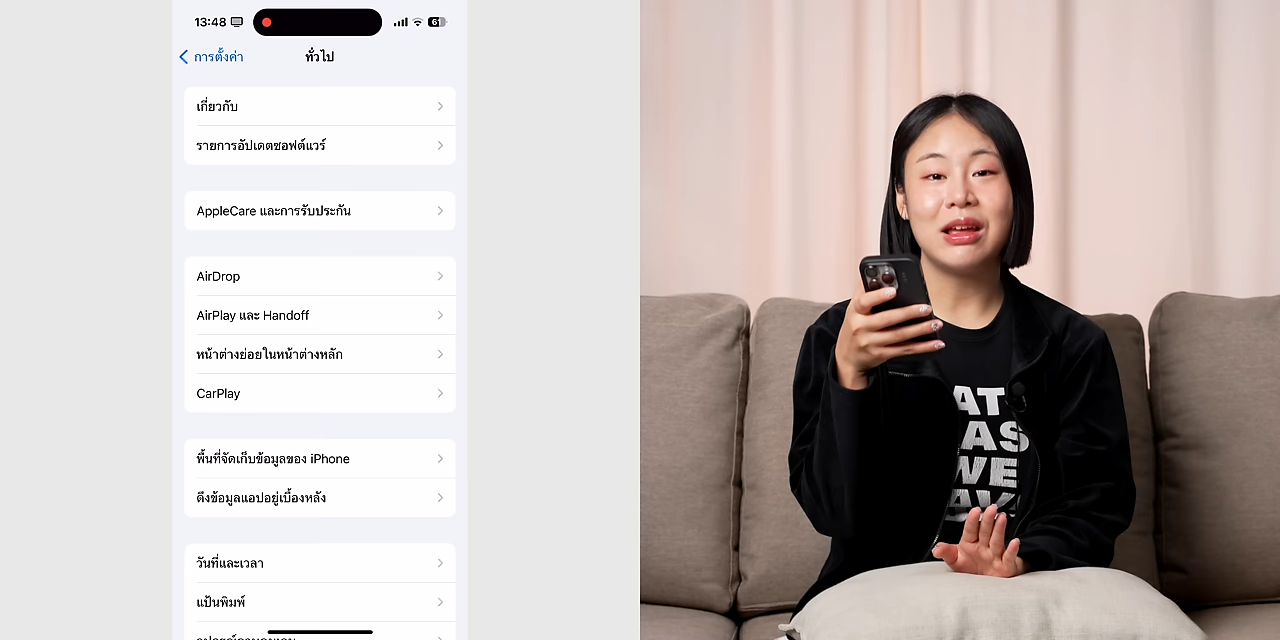 13:48
61
การตั้งค่า
ทั่วไป
เกี่ยวกับ
รายการอัปเดตซอฟต์แวร์
AppleCare และการรับประกัน
AirDrop
AirPlay และ Handoff
หน้าต่างย่อยในหน้าต่างหลัก
CarPlay
พื้นที่จัดเก็บข้อมูลของ iPhone
ดึงข้อมูลแอปอยู่เบื้องหลัง
วันที่และเวลา
แป้นพิมพ์
AT
AS
WE